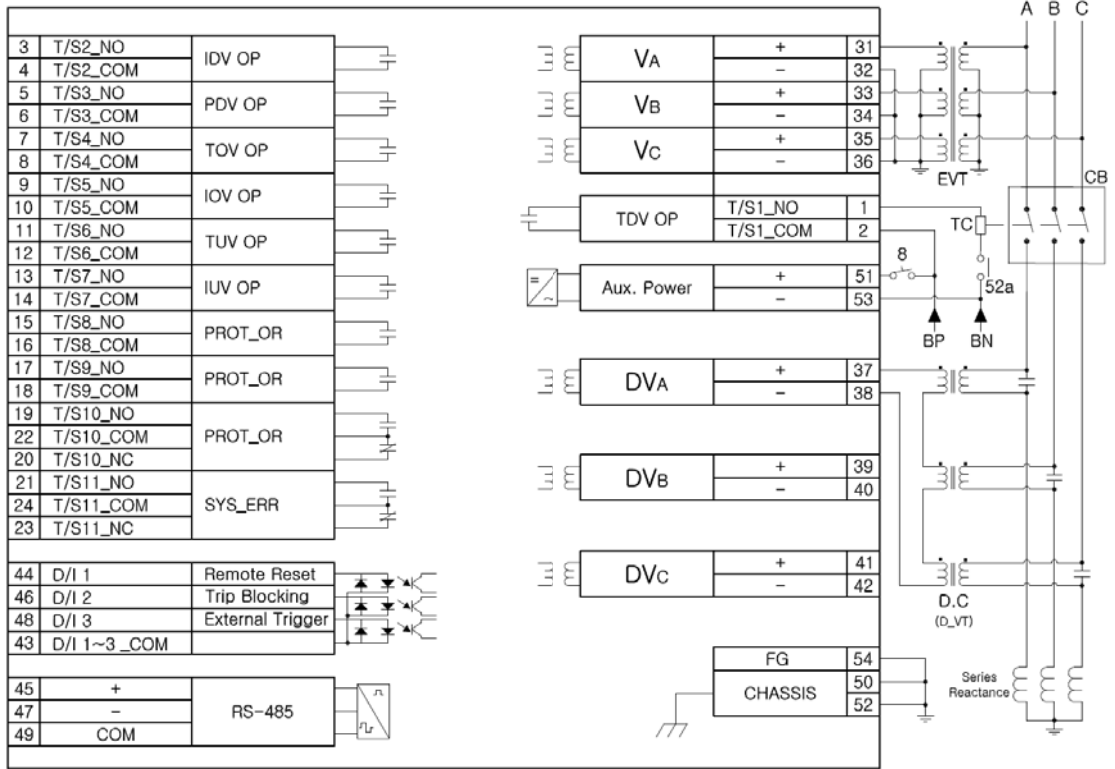 A B C
3 T/S2_NO IDV OP
4 T/S2_COM
5 T/S3_NO PDV OP
6 T/S3_COM
7 T/S4_NO TOV OP
8 T/S4_COM
9 T/S5_NO IOV OP
10 T/S5_COM
11 T/S6_NO TUV OP
12 T/S6_COM
13 T/S7_NO IUV OP
14 T/S7_COM
15 T/S8_NO PROT_OR
16 T/S8_COM
17 T/S9_NO PROT_OR
18 T/S9_COM
19 T/S10_NO
22 T/S10_COM PROT_OR
20 T/S10_NC
21 T/S11_NO
24 T/S11_COM SYS_ERR
23 T/S11_NC
44 D/I 1 Remote Reset
46 D/I 2 Trip Blocking
48 D/I 3 External Trigger
43 D/I 1~3 _COM
45 +
47 - RS-485
49 COM
VA + 31
- 32
VB + 33
- 34
VC + 35
- 36
EVT
CB
TDV OP T/S1_NO 1
T/S1_COM 2
TC
8
52a
Aux. Power + 51
- 53
BP BN
DVA + 37
- 38
DVB + 39
- 40
DVC + 41
- 42
D.C
(D_VT)
FG 54
CHASSIS 50
52
Series
Reactance